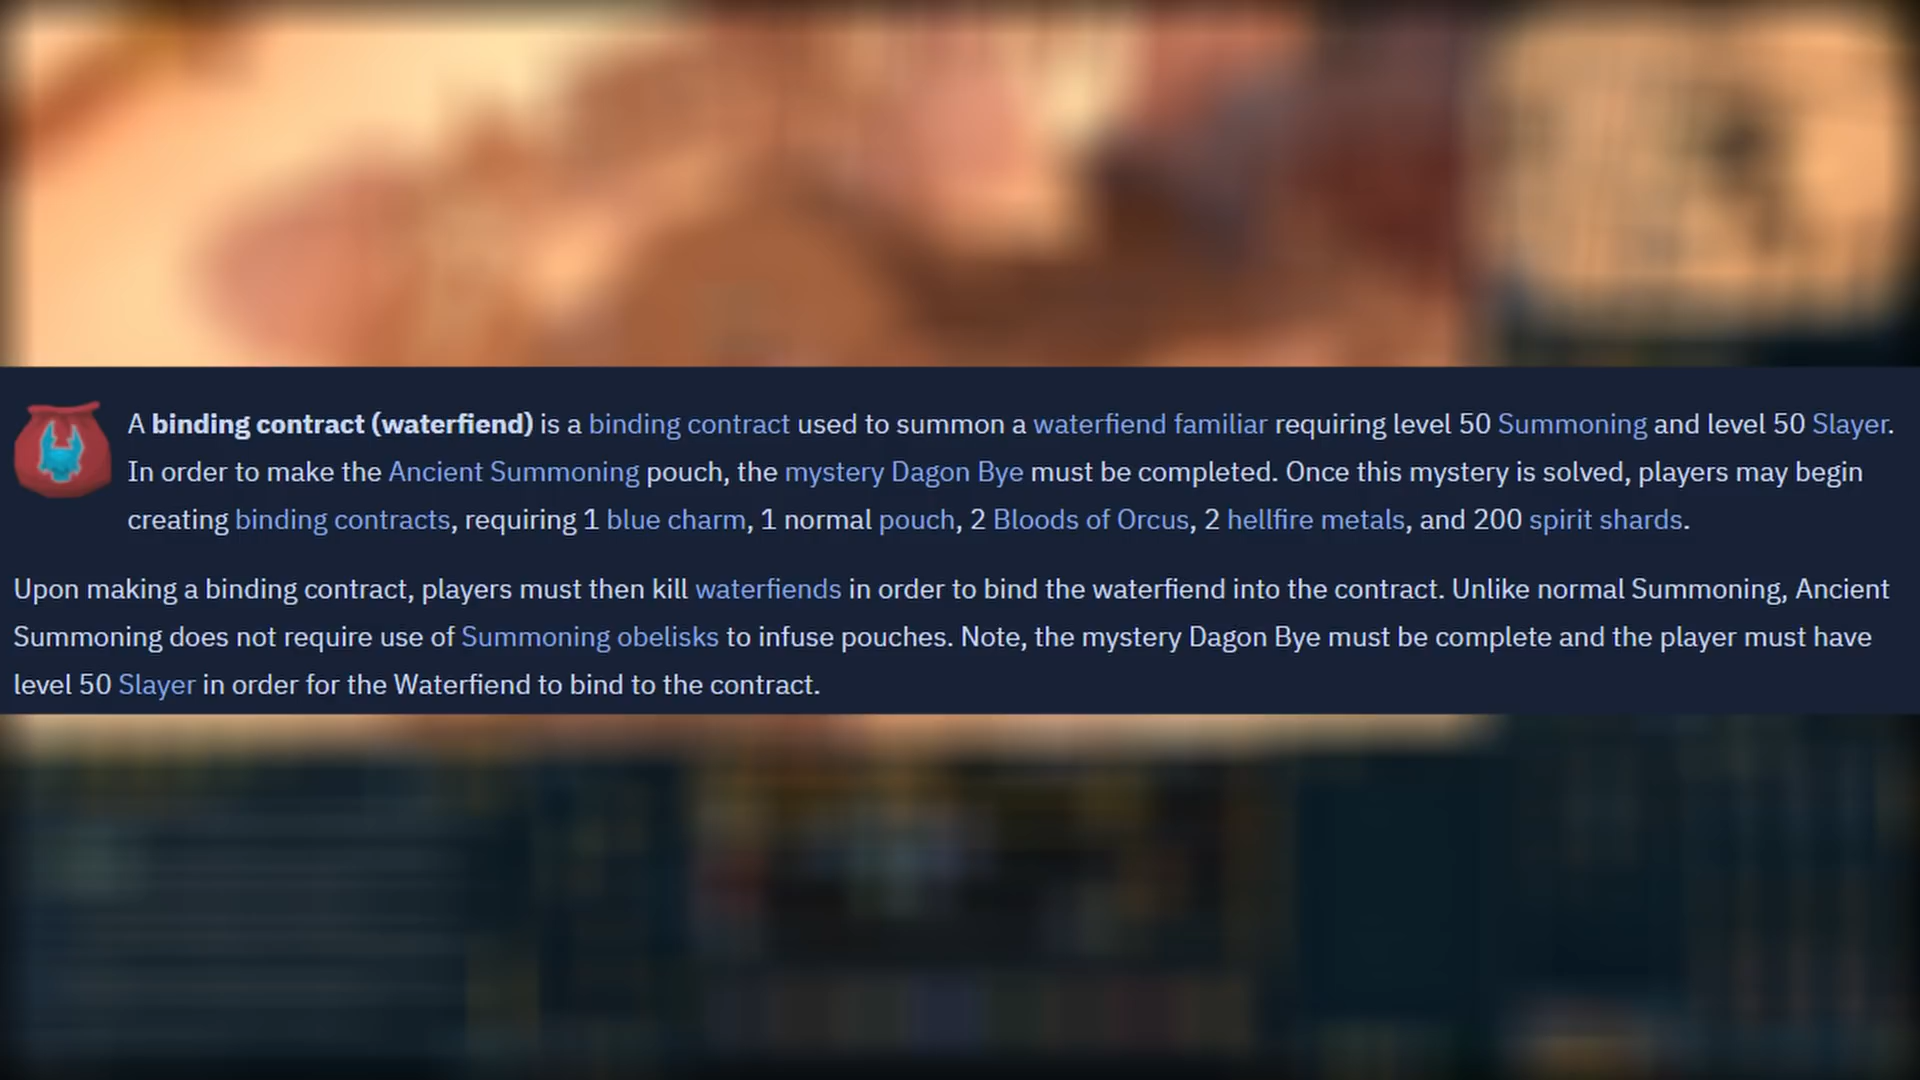 A binding contract (waterfiend) is a binding contract used to summon a waterfiend familiar requiring level 50 Summoning and level 50 Slayer.
In order to make the Ancient Summoning pouch, the mystery Dagon Bye must be completed. Once this mystery is solved, players may begin
creating binding contracts, requiring 1 blue charm, 1 normal pouch, 2 Bloods of Orcus, 2 hellfire metals, and 200 spirit shards.
Upon making a binding contract, players must then kill waterfiends in order to bind the waterfiend into the contract. Unlike normal Summoning, Ancient
Summoning does not require use of Summoning obelisks to infuse pouches. Note, the mystery Dagon Bye must be complete and the player must have
level 50 Slayer in order for the Waterfiend to bind to the contract.